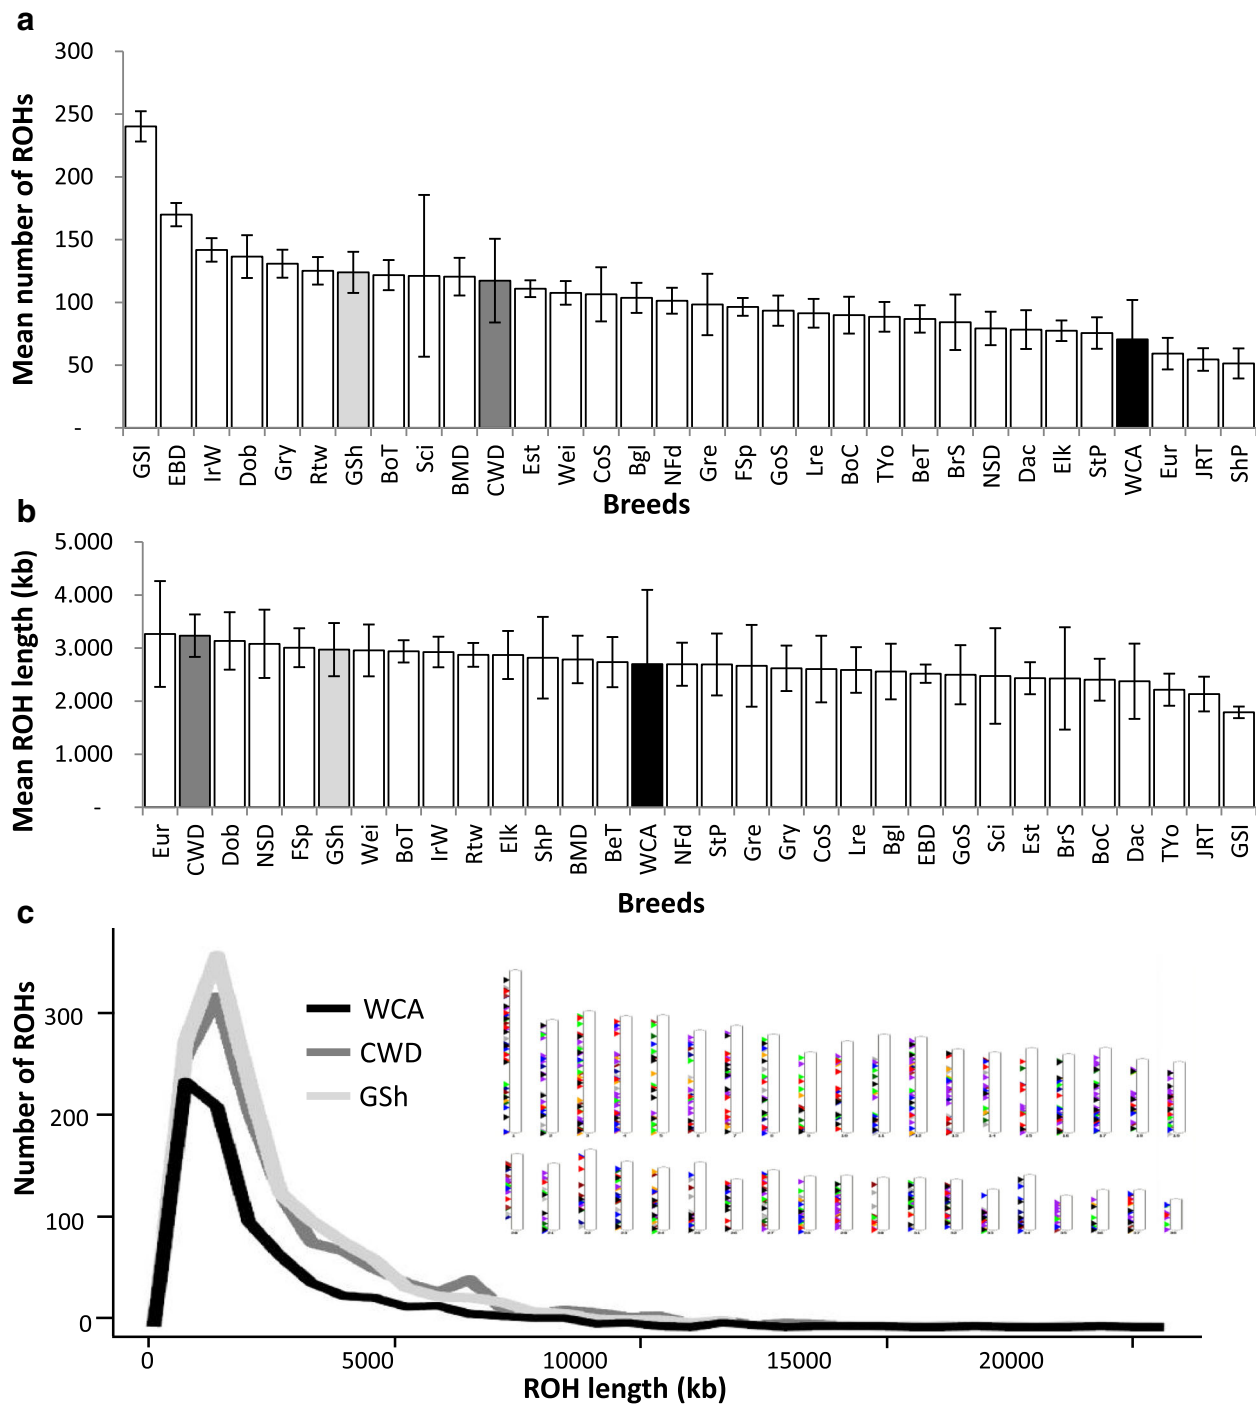 a
300
250
200
150
100
50
-
Mean number of ROHs
GSl EBD IrW Dob Gry Rtw GSh BoT Sci BMD CWD Est Wei CoS Bgl NFd Gre FSp GoS Lre BoC TYo BeT BrS NSD Dac Elk StP WCA Eur JRT ShP
Breeds
b
5.000
4.000
3.000
2.000
1.000
-
Mean ROH length (kb)
Eur CWD Dob NSD FSp GSh Wei BoT IrW Rtw Elk ShP BMD BeT WCA NFd StP Gre Gry CoS Lre Bgl EBD GoS Sci Est BrS BoC Dac TYo JRT GSl
Breeds
c
300
200
100
0
Number of ROHs
WCA
CWD
GSh
0 5000 10000 15000 20000
ROH length (kb)